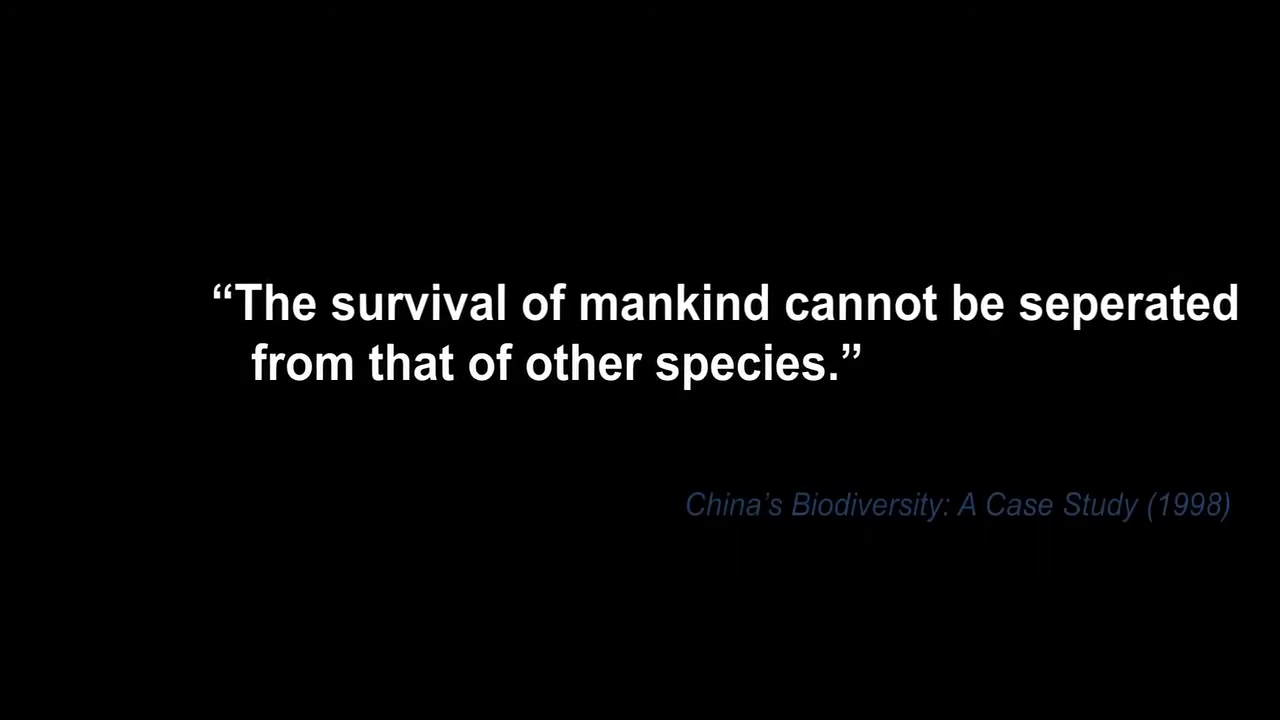 “The survival of mankind cannot be seperated
from that of other species.”
China’s Biodiversity: A Case Study (1998)